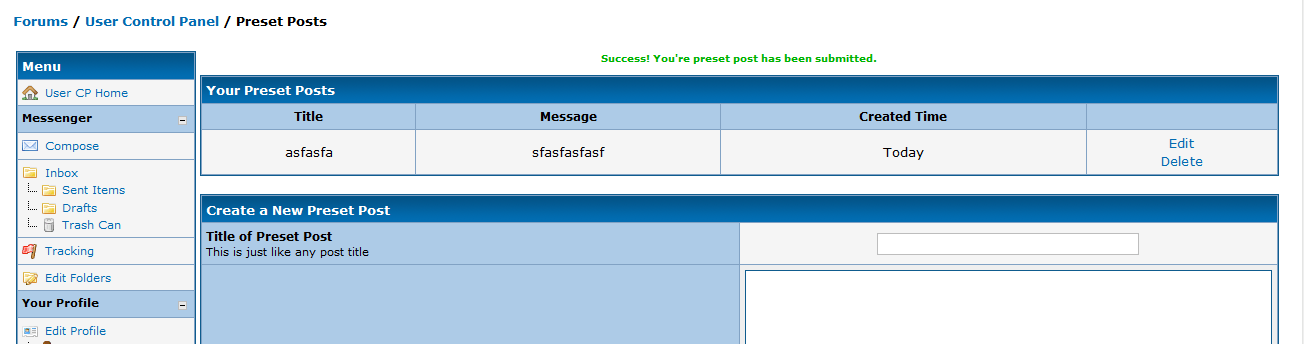 Forums / User Control Panel / Preset Posts
Menu
User CP Home
Messenger
Compose
Inbox
Sent Items
Drafts
Trash Can
Tracking
Edit Folders
Your Profile
Edit Profile
Success! You're preset post has been submitted.
Your Preset Posts
Title Message Created Time
asfasfa sfasfasfasf Today Edit
Delete
Create a New Preset Post
Title of Preset Post
This is just like any post title